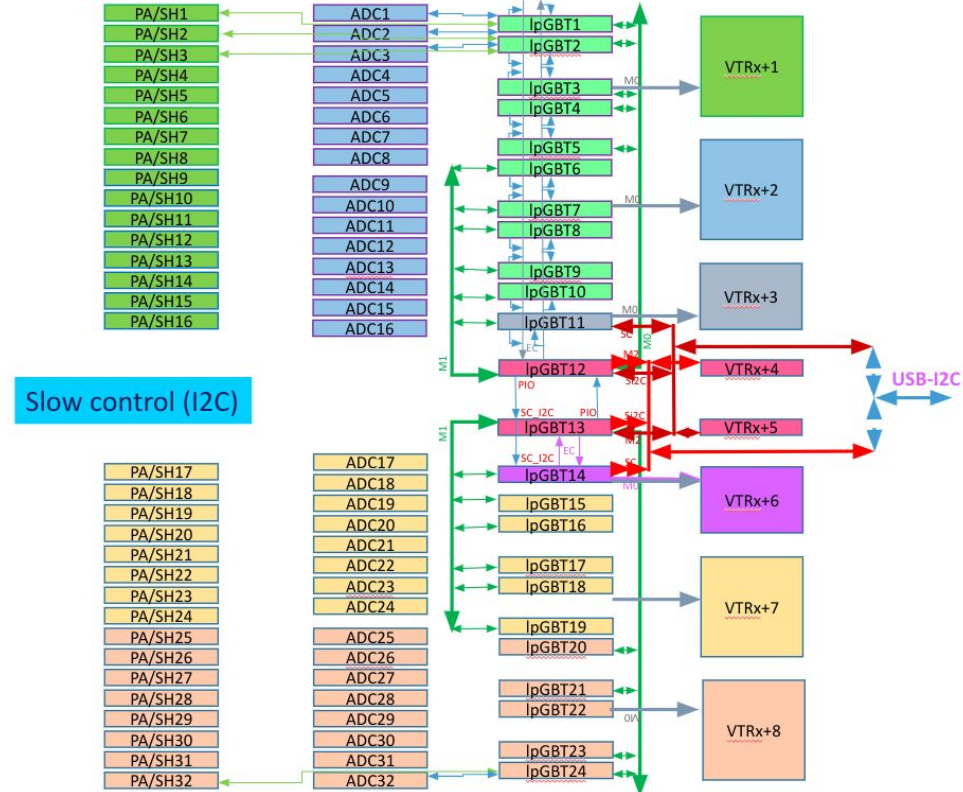 PA/SH1
PA/SH2
PA/SH3
PA/SH4
PA/SH5
PA/SH6
PA/SH7
PA/SH8
PA/SH9
PA/SH10
PA/SH11
PA/SH12
PA/SH13
PA/SH14
PA/SH15
PA/SH16
ADC1
ADC2
ADC3
ADC4
ADC5
ADC6
ADC7
ADC8
ADC9
ADC10
ADC11
ADC12
ADC13
ADC14
ADC15
ADC16
lpGBT1
lpGBT2
lpGBT3
lpGBT4
lpGBT5
lpGBT6
lpGBT7
lpGBT8
lpGBT9
lpGBT10
lpGBT11
EC
lpGBT12
PIO
SC_I2C
PIO
lpGBT13
SC_I2C
EC
lpGBT14
lpGBT15
lpGBT16
lpGBT17
lpGBT18
lpGBT19
lpGBT20
lpGBT21
lpGBT22
lpGBT23
lpGBT24
M1
M1
M0
M0
M0
SC
M0
M2
SI2C
SI2C
M2
SC
M0
M0
VTRx+1
VTRx+2
VTRx+3
VTRx+4
VTRx+5
VTRx+6
VTRx+7
VTRx+8
USB-I2C
Slow control (I2C)
PA/SH17
PA/SH18
PA/SH19
PA/SH20
PA/SH21
PA/SH22
PA/SH23
PA/SH24
PA/SH25
PA/SH26
PA/SH27
PA/SH28
PA/SH29
PA/SH30
PA/SH31
PA/SH32
ADC17
ADC18
ADC19
ADC20
ADC21
ADC22
ADC23
ADC24
ADC25
ADC26
ADC27
ADC28
ADC29
ADC30
ADC31
ADC32